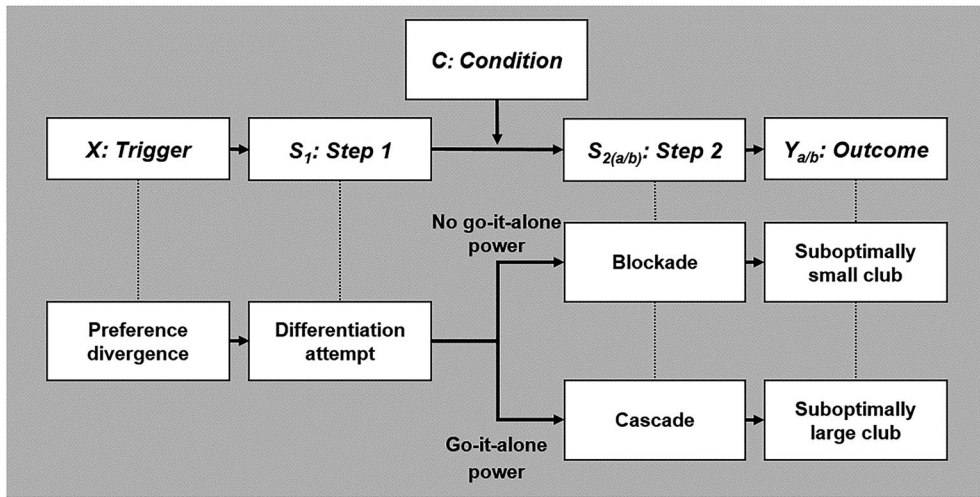 C: Condition
X: Trigger
S1: Step 1
S2(a/b): Step 2
Ya/b: Outcome
No go-it-alone
power
Blockade
Suboptimally
small club
Preference
divergence
Differentiation
attempt
Cascade
Suboptimally
large club
Go-it-alone
power